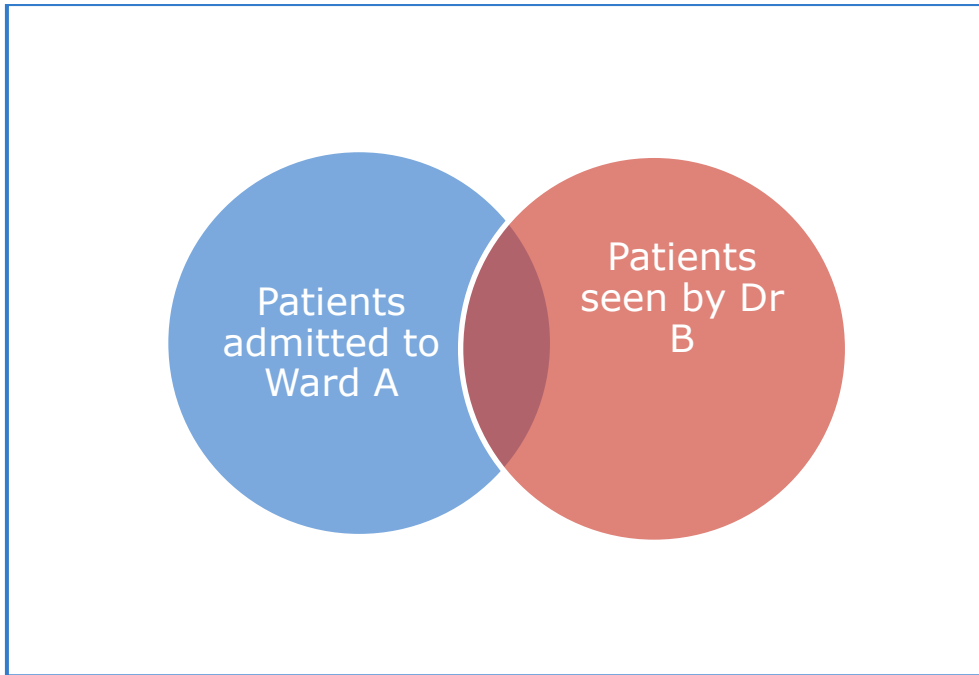 Patients
admitted to
Ward A
Patients
seen by Dr
B